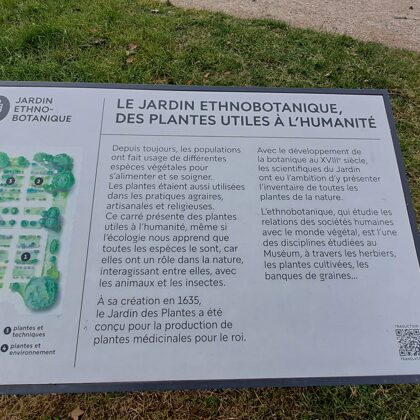 JARDIN
ETHNO-
BOTANIQUE
LE JARDIN ETHNOBOTANIQUE,
DES PLANTES UTILES À L'HUMANITÉ
Depuis toujours, les populations
ont fait usage de différentes
espèces végétales pour
s'alimenter et se soigner.
Les plantes étaient aussi utilisées
dans les pratiques agraires,
artisanales et religieuses.
Ce carré présente des plantes
utiles à l'humanité, même si
l'écologie nous apprend que
toutes les espèces le sont, car
elles ont un rôle dans la nature,
interagissant entre elles, avec
les animaux et les insectes.
À sa création en 1635,
le Jardin des Plantes a été
conçu pour la production de
plantes médicinales pour le roi.
Avec le développement de
la botanique au XVIIIe siècle,
les scientifiques du Jardin
ont eu l'ambition d'y présenter
l'inventaire de toutes les
plantes de la nature.
L'ethnobotanique, qui étudie les
relations des sociétés humaines
avec le monde végétal, est l'une
des disciplines étudiées au
Muséum, à travers les herbiers,
les plantes cultivées, les
banques de graines...
3 plantes et
techniques
4 plantes et
environnement
TRADUCTION